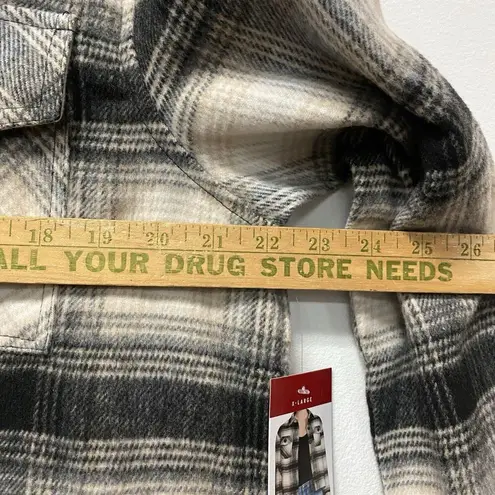 18 19 20 21 22 23 24 25 26
ALL YOUR DRUG STORE NEEDS
X-LARGE